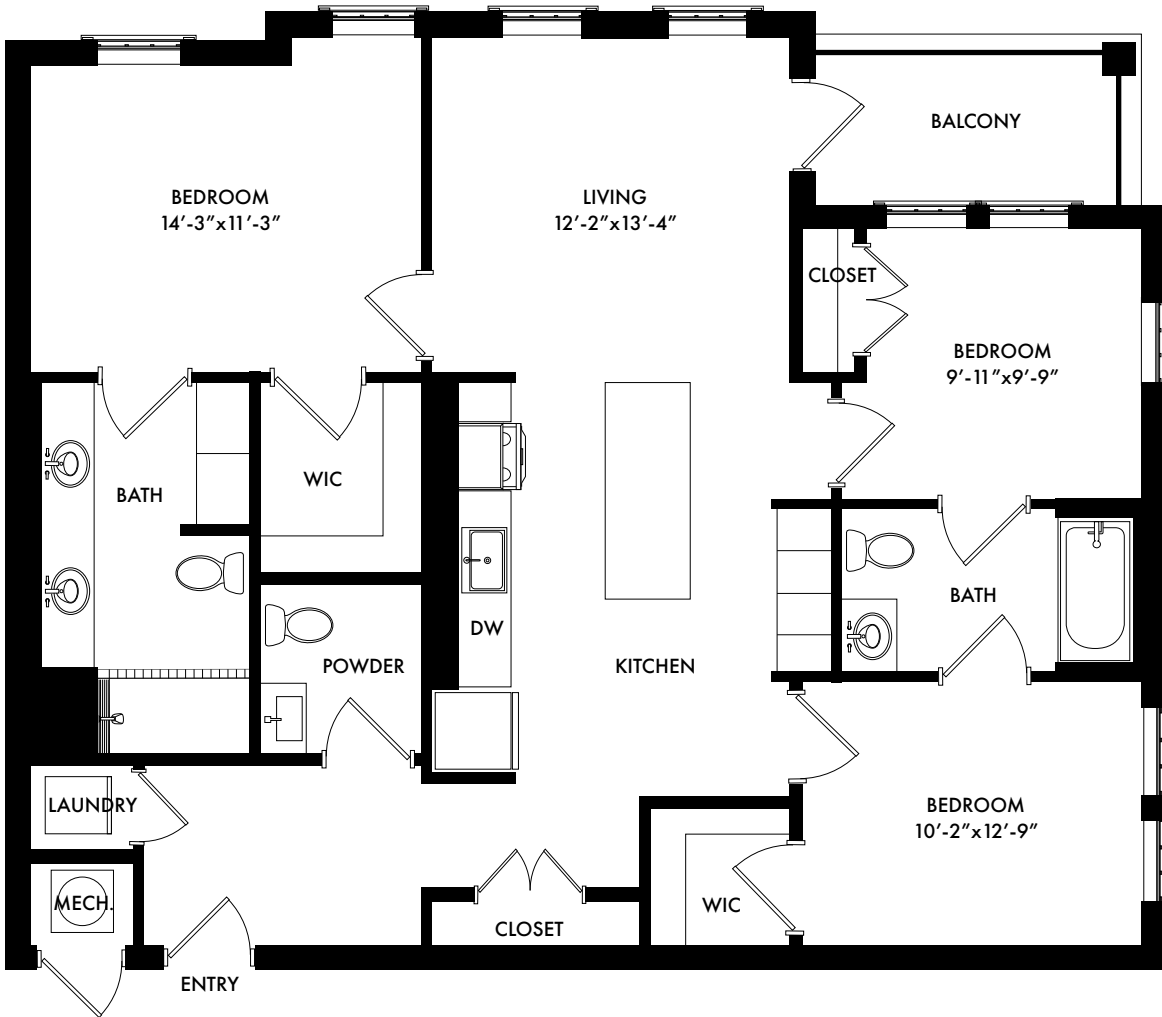 BALCONY
BEDROOM
14′-3″x11′-3″
LIVING
12′-2″x13′-4″
CLOSET
BEDROOM
9′-11″x9′-9″
BATH
WIC
BATH
DW
POWDER
KITCHEN
LAUNDRY
BEDROOM
10′-2″x12′-9″
MECH.
WIC
CLOSET
ENTRY